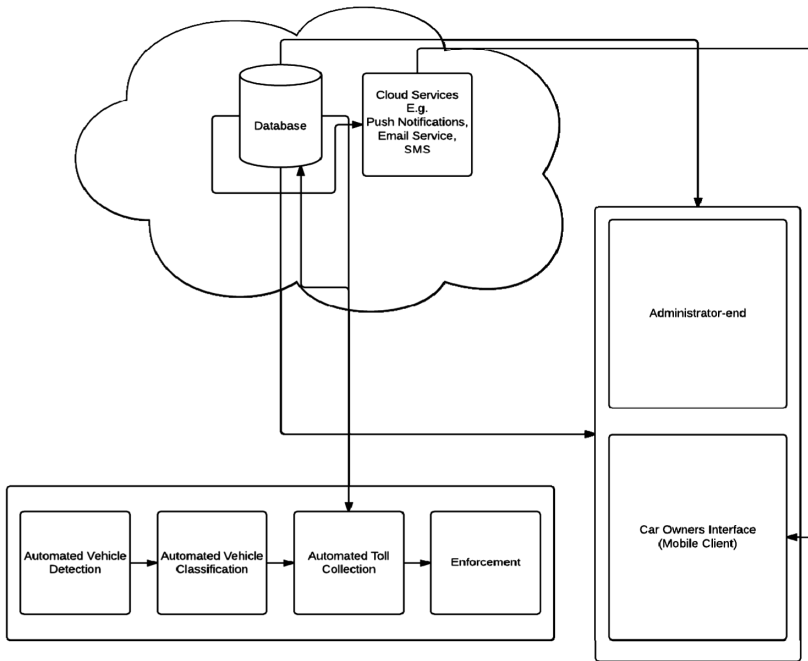 Database
Cloud Services
E.g.
Push Notifications,
Email Service,
SMS
Administrator-end
Car Owners Interface
(Mobile Client)
Automated Vehicle
Detection
Automated Vehicle
Classification
Automated Toll
Collection
Enforcement